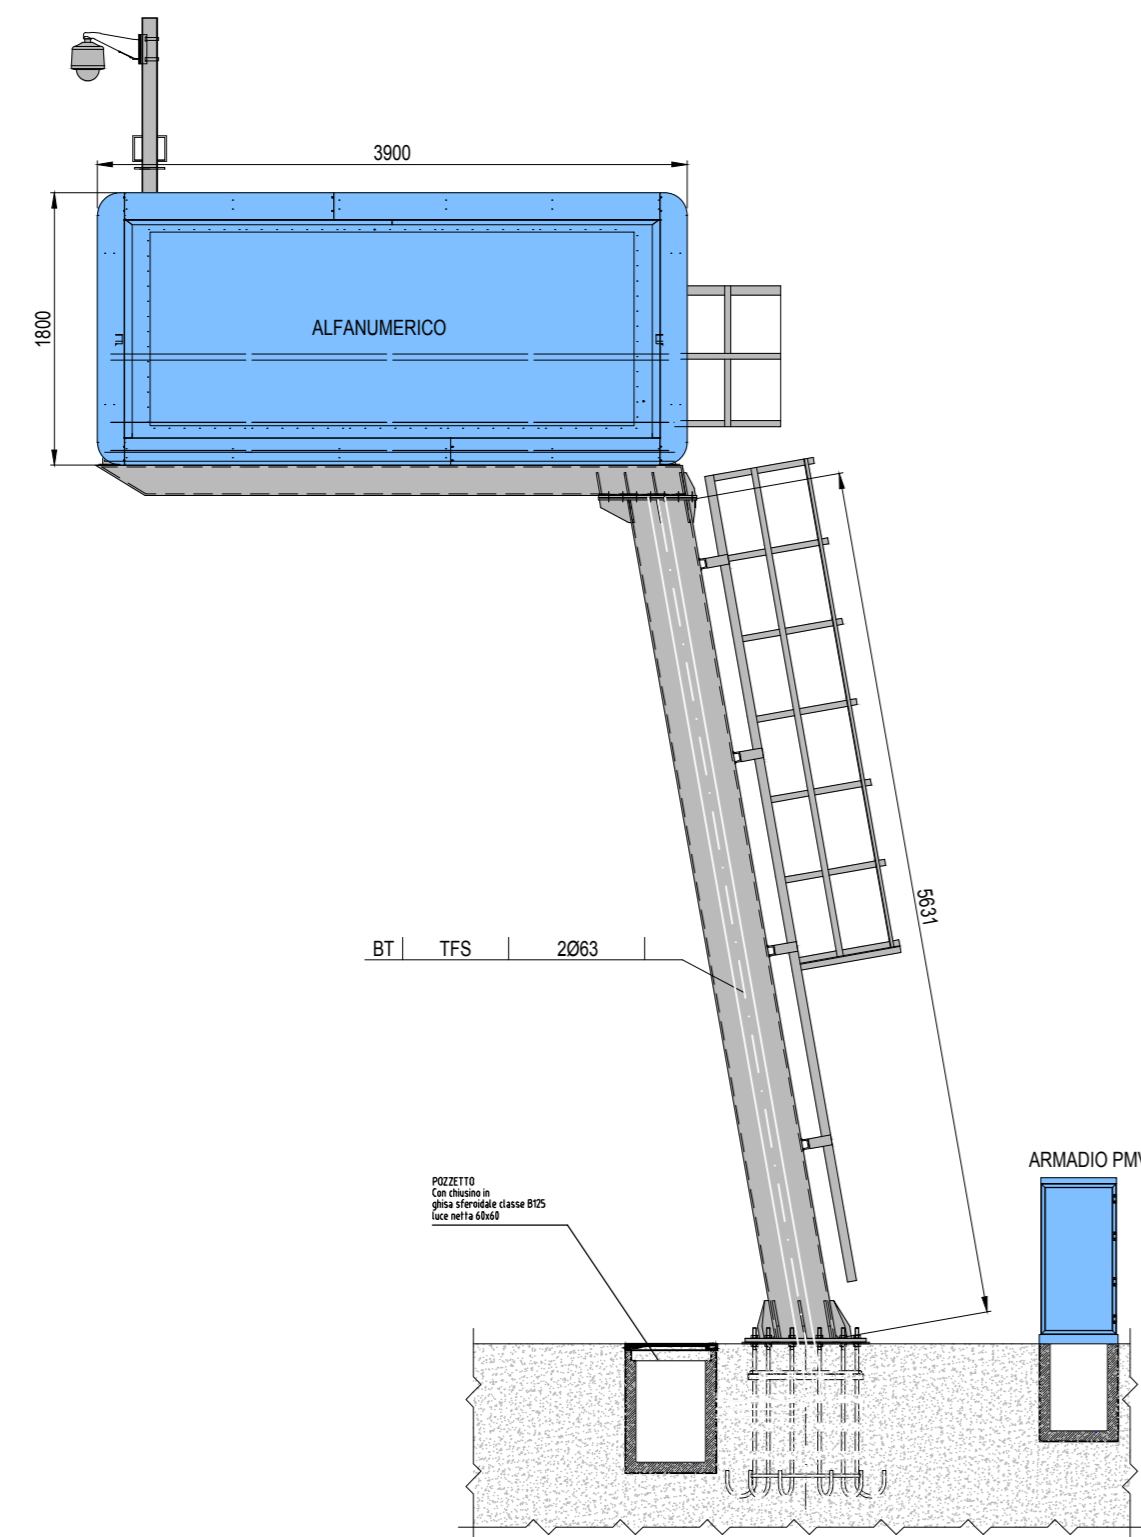 3900
1800
ALFANUMERICO
5631
BT TFS 2Ø63
ARMADIO PMV
POZZETTO
Con chiusino in
ghisa sferoidale classe B125
luce netta 60x60